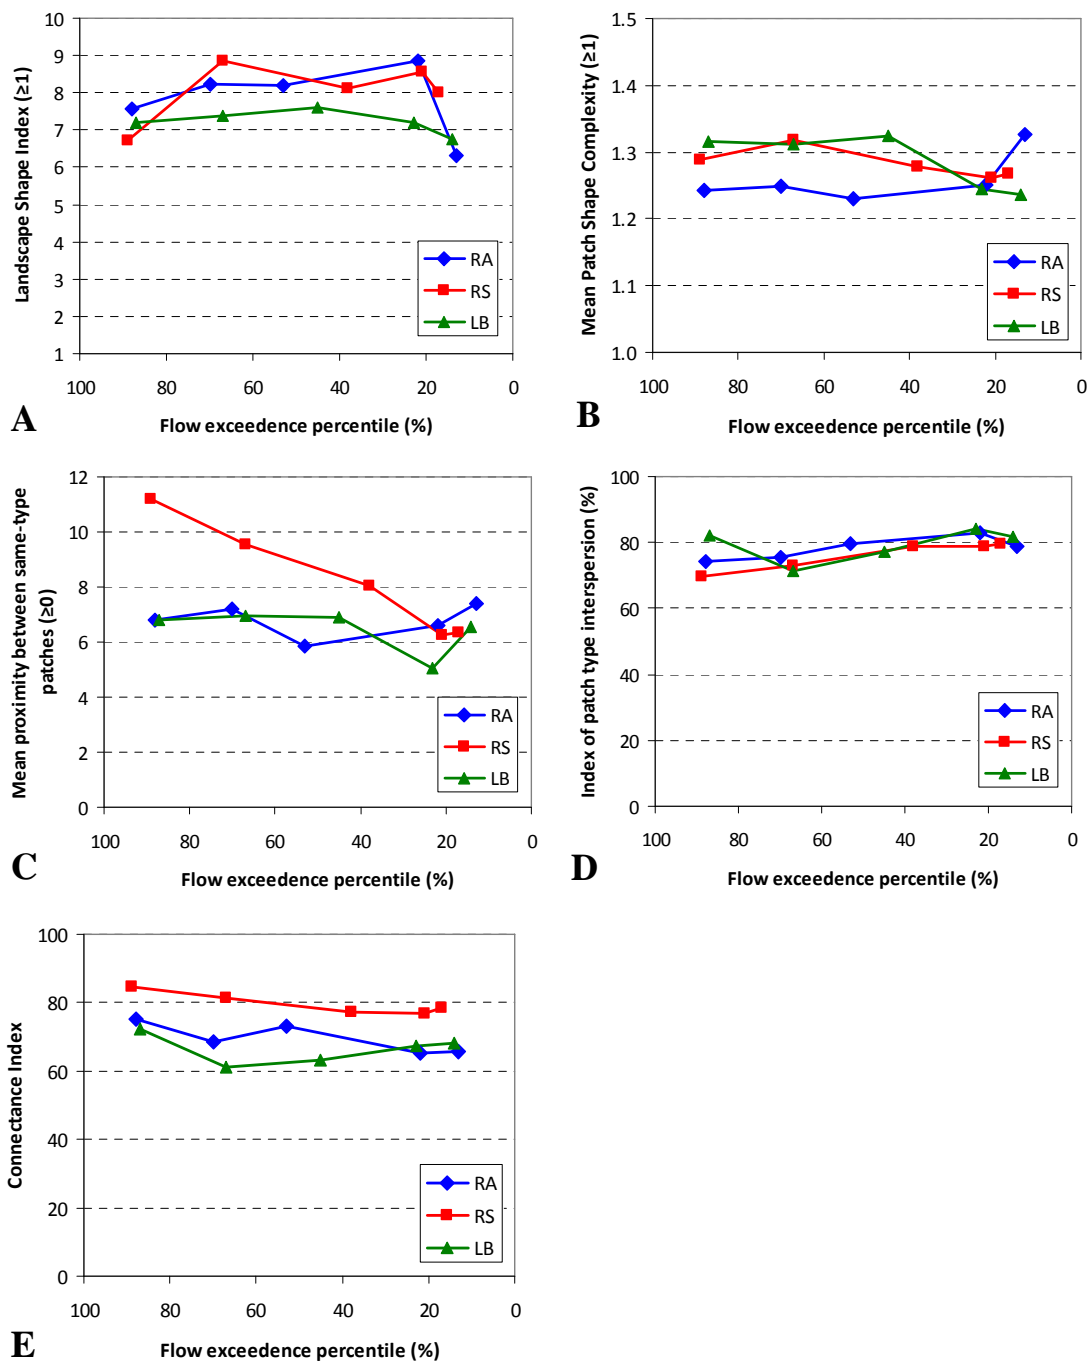 Landscape Shape Index (≥1)
10
9
8
7
6
5
4
3
2
1
RA
RS
LB
100 80 60 40 20 0
Flow exceedence percentile (%)
A
Mean Patch Shape Complexity (≥1)
1.5
1.4
1.3
1.2
1.1
1.0
RA
RS
LB
100 80 60 40 20 0
Flow exceedence percentile (%)
B
Mean proximity between same-type
patches (≥0)
12
10
8
6
4
2
0
RA
RS
LB
100 80 60 40 20 0
Flow exceedence percentile (%)
C
Index of patch type interspersion (%)
100
80
60
40
20
0
RA
RS
LB
100 80 60 40 20 0
Flow exceedence percentile (%)
D
Connectance Index
100
80
60
40
20
0
RA
RS
LB
100 80 60 40 20 0
Flow exceedence percentile (%)
E